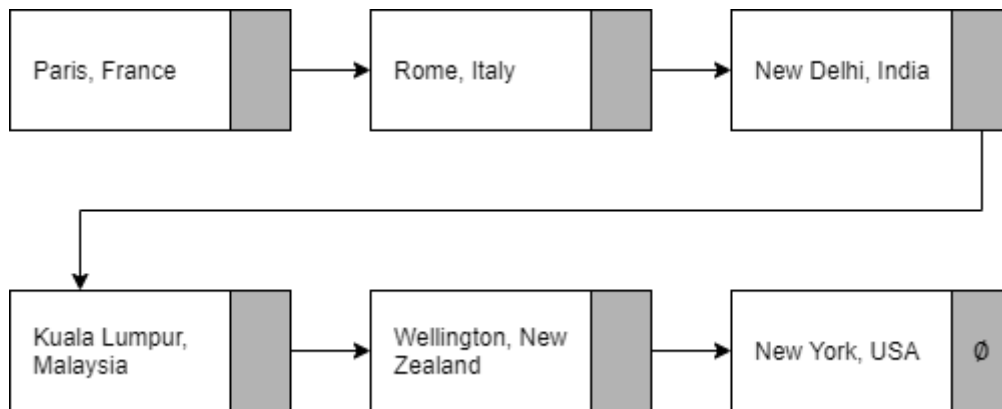 Paris, France
Rome, Italy
New Delhi, India
Kuala Lumpur,
Malaysia
Wellington, New
Zealand
New York, USA
Ø